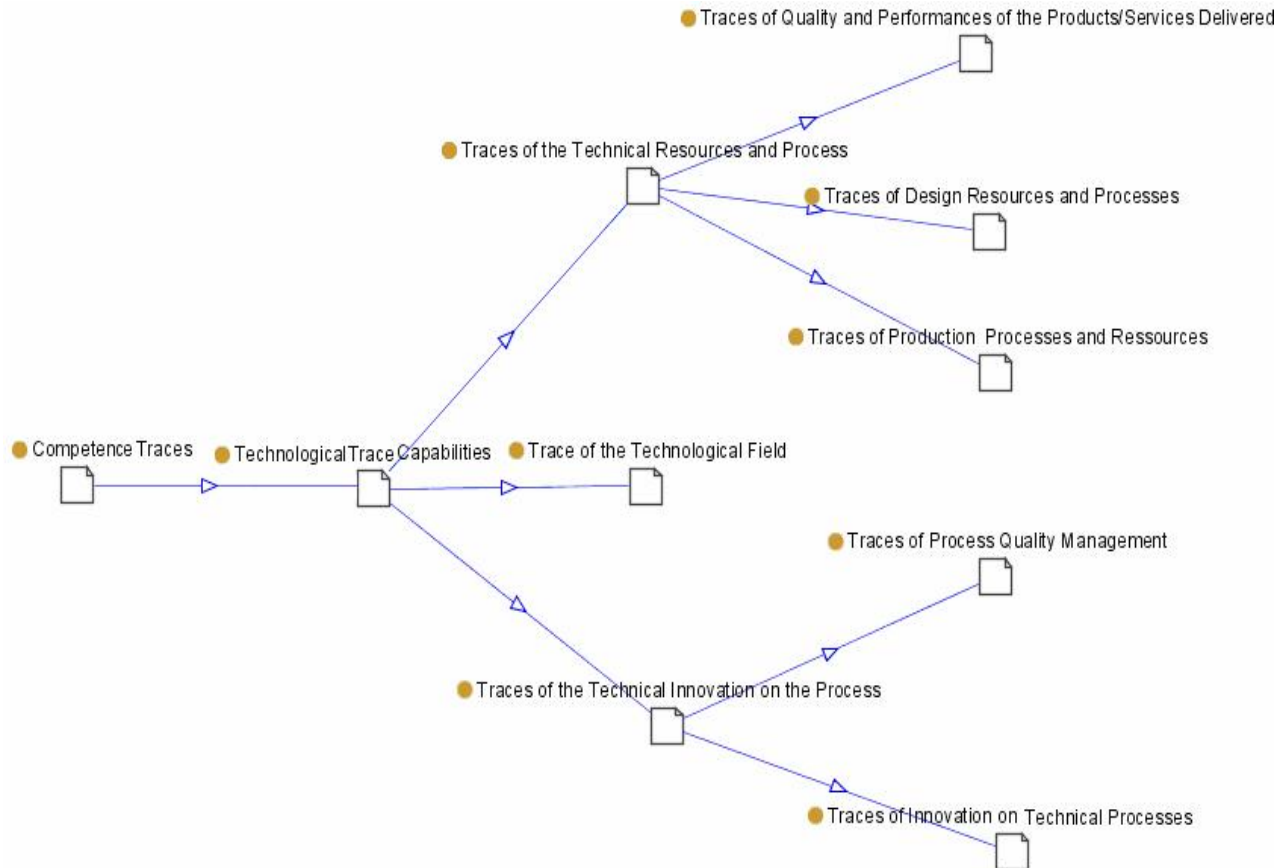 Traces of Quality and Performances of the Products/Services Delivered
Traces of the Technical Resources and Process
Traces of Design Resources and Processes
Traces of Production Processes and Ressources
Competence Traces
Technological Trace Capabilities
Trace of the Technological Field
Traces of Process Quality Management
Traces of the Technical Innovation on the Process
Traces of Innovation on Technical Processes